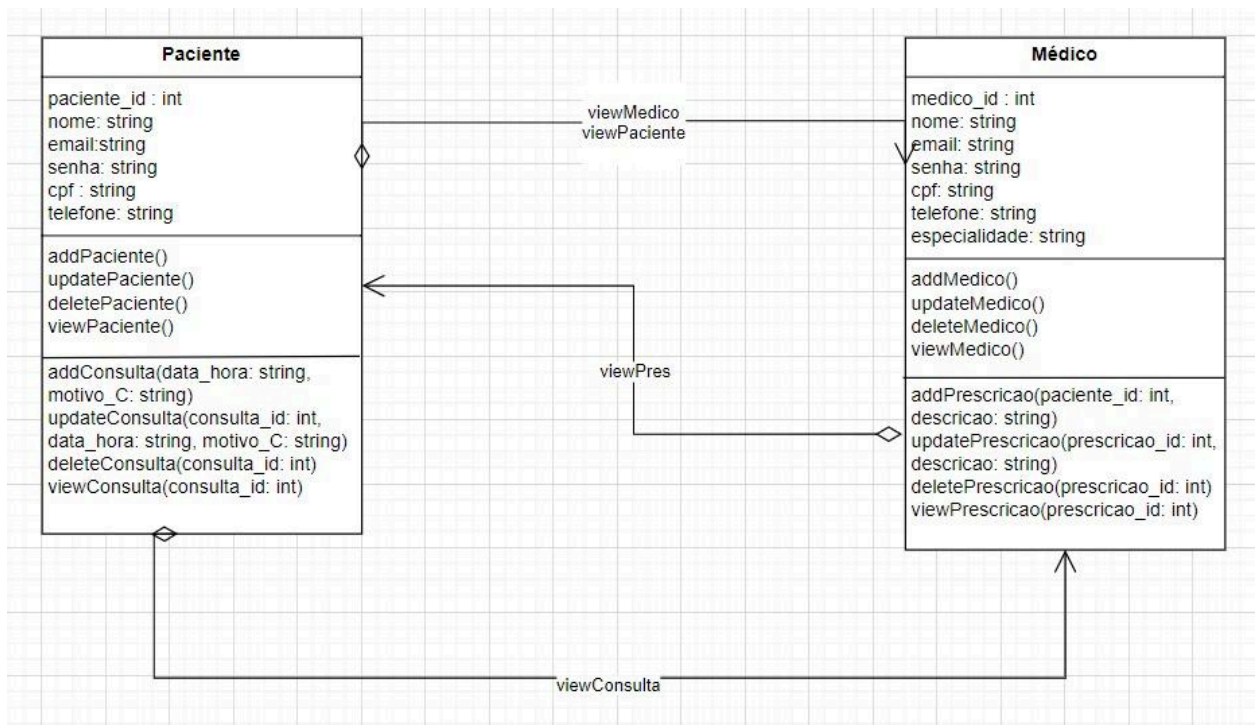 Paciente
paciente_id : int
nome: string
email:string
senha: string
cpf : string
telefone: string
addPaciente()
updatePaciente()
deletePaciente()
viewPaciente()
addConsulta(data_hora: string,
motivo_C: string)
updateConsulta(consulta_id: int,
data_hora: string, motivo_C: string)
deleteConsulta(consulta_id: int)
viewConsulta(consulta_id: int)
viewMedico
viewPaciente
viewPres
viewConsulta
Médico
medico_id : int
nome: string
email: string
senha: string
cpf: string
telefone: string
especialidade: string
addMedico()
updateMedico()
deleteMedico()
viewMedico()
addPrescricao(paciente_id: int,
descricao: string)
updatePrescricao(prescricao_id: int,
descricao: string)
deletePrescricao(prescricao_id: int)
viewPrescricao(prescricao_id: int)